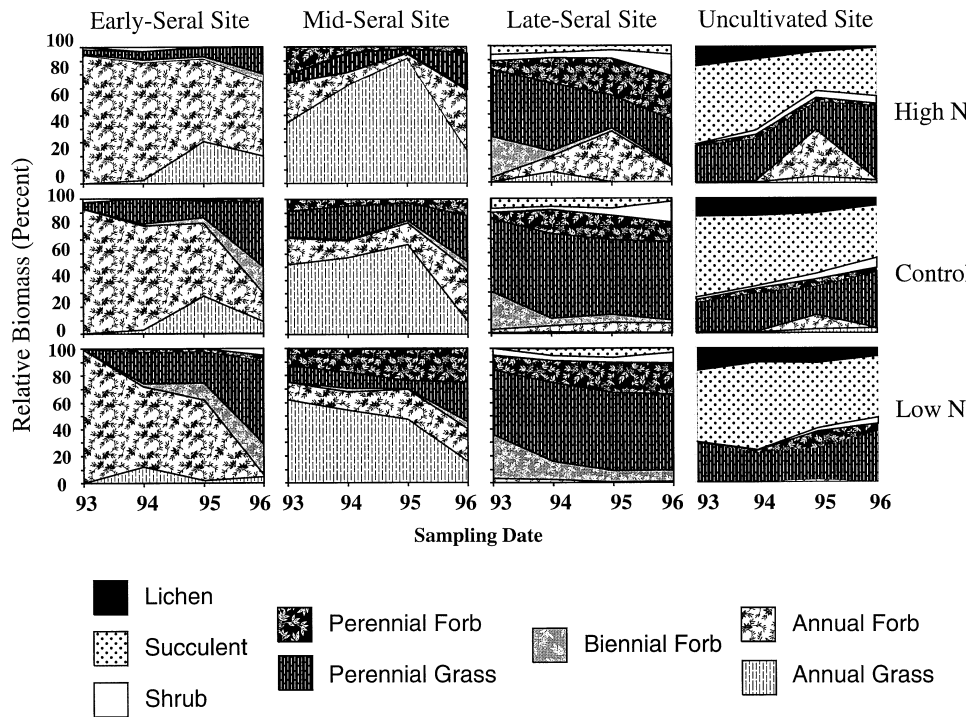 Early-Seral Site Mid-Seral Site Late-Seral Site Uncultivated Site
Relative Biomass (Percent)
100
80
60
40
20
0
High N
100
80
60
40
20
0
Control
100
80
60
40
20
0
Low N
93 94 95 96 93 94 95 96 93 94 95 96 93 94 95 96
Sampling Date
Lichen
Succulent
Shrub
Perennial Forb
Perennial Grass
Biennial Forb
Annual Forb
Annual Grass